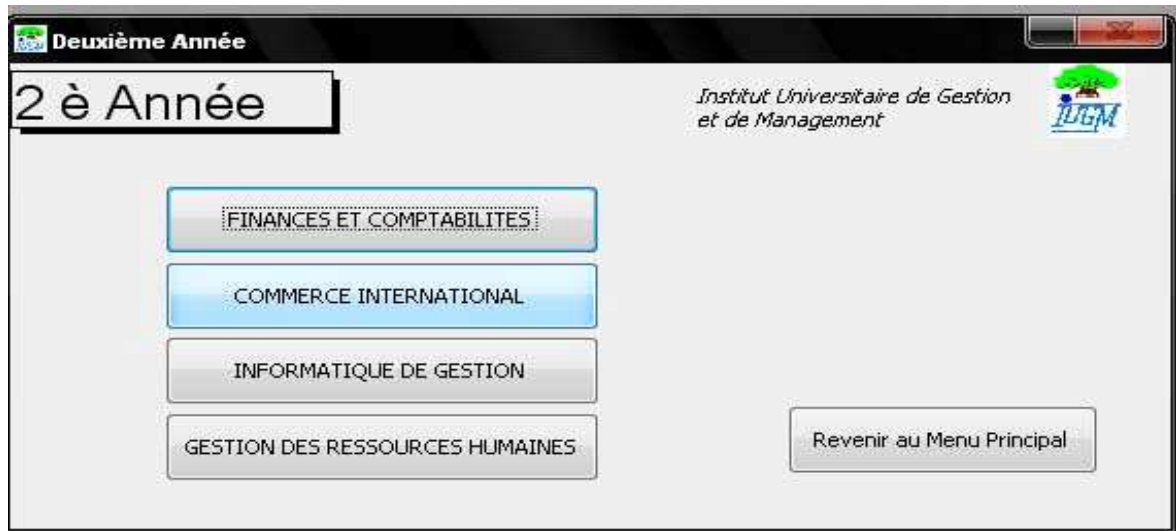 Deuxième Année
2 è Année
Institut Universitaire de Gestion
et de Management
IUGM
FINANCES ET COMPTABILITES
COMMERCE INTERNATIONAL
INFORMATIQUE DE GESTION
GESTION DES RESSOURCES HUMAINES
Revenir au Menu Principal